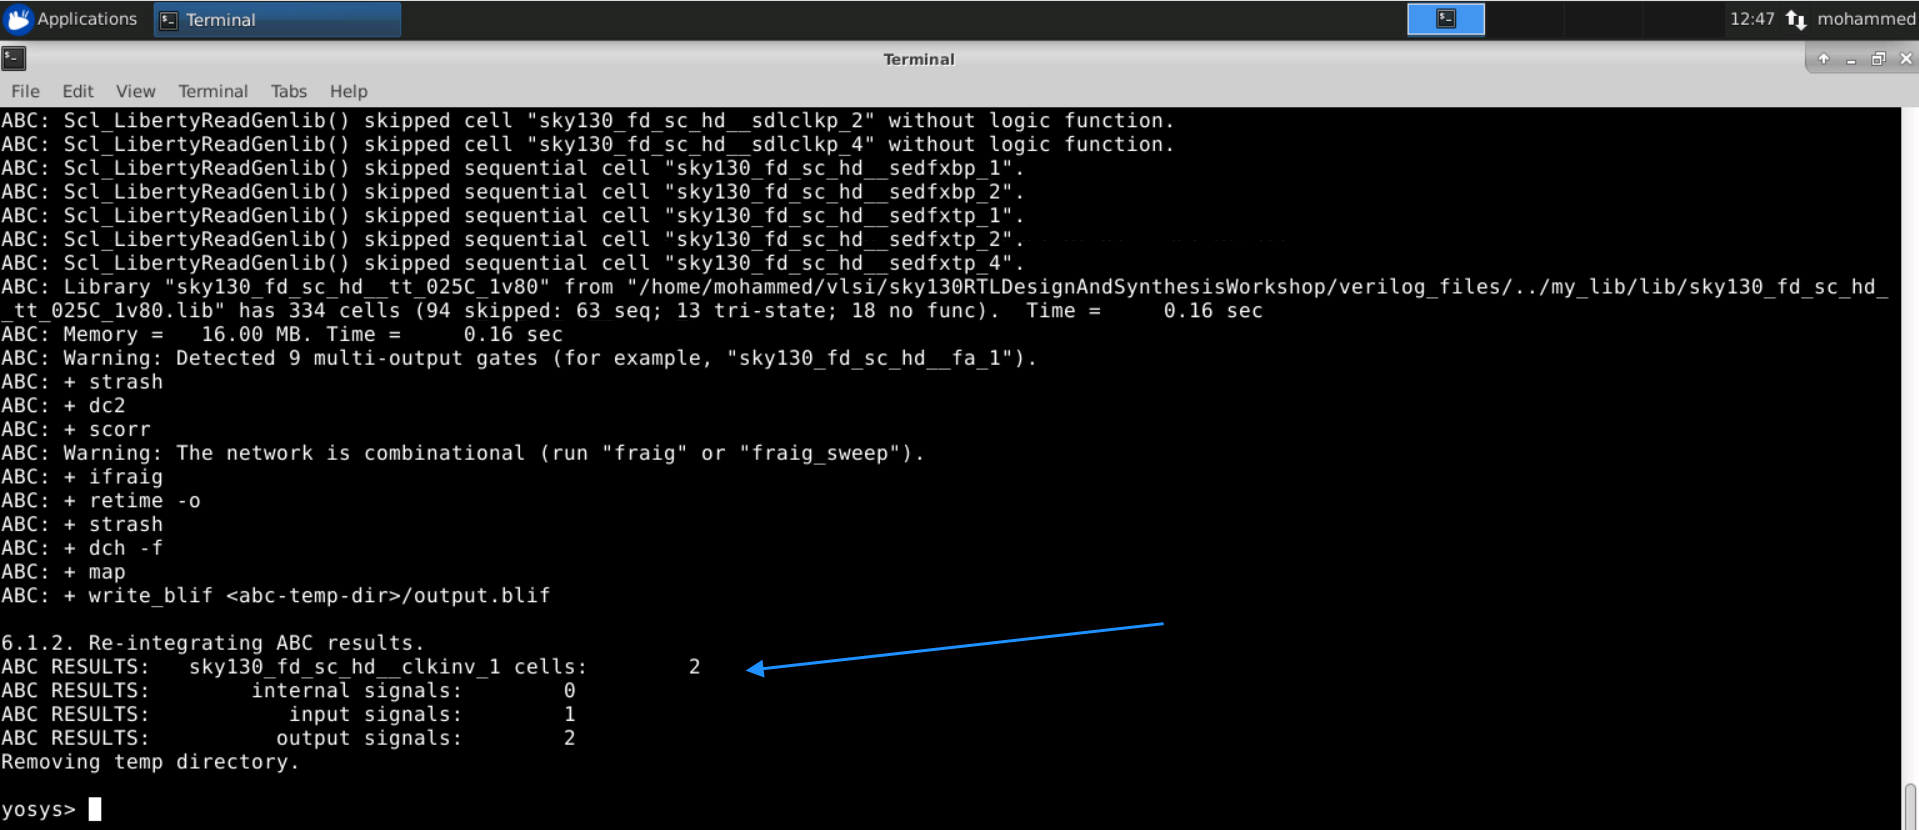 Applications Terminal 12:47 mohammed
Terminal
File Edit View Terminal Tabs Help
ABC: Scl_LibertyReadGenlib() skipped cell "sky130_fd_sc_hd__sdlclkp_2" without logic function.
ABC: Scl_LibertyReadGenlib() skipped cell "sky130_fd_sc_hd__sdlclkp_4" without logic function.
ABC: Scl_LibertyReadGenlib() skipped sequential cell "sky130_fd_sc_hd__sedfxbp_1".
ABC: Scl_LibertyReadGenlib() skipped sequential cell "sky130_fd_sc_hd__sedfxbp_2".
ABC: Scl_LibertyReadGenlib() skipped sequential cell "sky130_fd_sc_hd__sedfxtp_1".
ABC: Scl_LibertyReadGenlib() skipped sequential cell "sky130_fd_sc_hd__sedfxtp_2".
ABC: Scl_LibertyReadGenlib() skipped sequential cell "sky130_fd_sc_hd__sedfxtp_4".
ABC: Library "sky130_fd_sc_hd__tt_025C_1v80" from "/home/mohammed/vlsi/sky130RTLDesignAndSynthesisWorkshop/verilog_files/../my_lib/lib/sky130_fd_sc_hd_
_tt_025C_1v80.lib" has 334 cells (94 skipped: 63 seq; 13 tri-state; 18 no func).  Time =     0.16 sec
ABC: Memory =   16.00 MB. Time =     0.16 sec
ABC: Warning: Detected 9 multi-output gates (for example, "sky130_fd_sc_hd__fa_1").
ABC: + strash
ABC: + dc2
ABC: + scorr
ABC: Warning: The network is combinational (run "fraig" or "fraig_sweep").
ABC: + ifraig
ABC: + retime -o
ABC: + strash
ABC: + dch -f
ABC: + map
ABC: + write_blif <abc-temp-dir>/output.blif
6.1.2. Re-integrating ABC results.
ABC RESULTS:   sky130_fd_sc_hd__clkinv_1 cells:        2
ABC RESULTS:        internal signals:        0
ABC RESULTS:           input signals:        1
ABC RESULTS:          output signals:        2
Removing temp directory.
yosys>